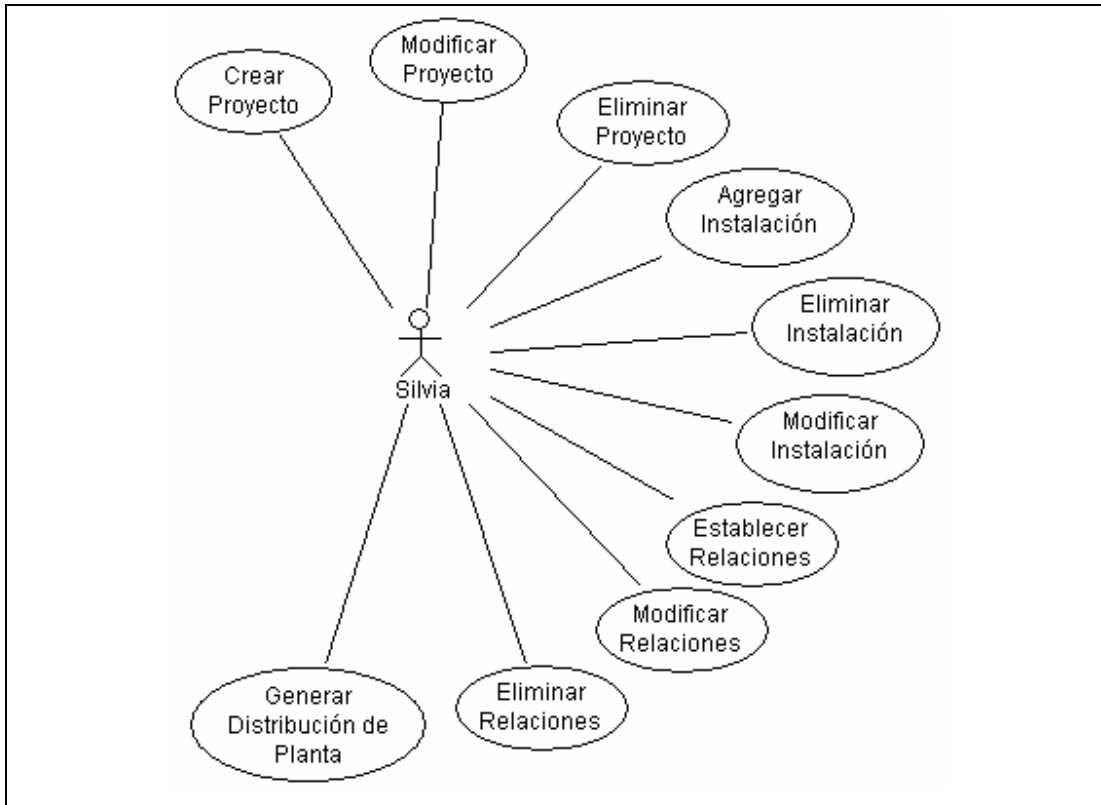 Crear
Proyecto
Modificar
Proyecto
Eliminar
Proyecto
Agregar
Instalación
Eliminar
Instalación
Modificar
Instalación
Establecer
Relaciones
Modificar
Relaciones
Eliminar
Relaciones
Generar
Distribución de
Planta
Silvia